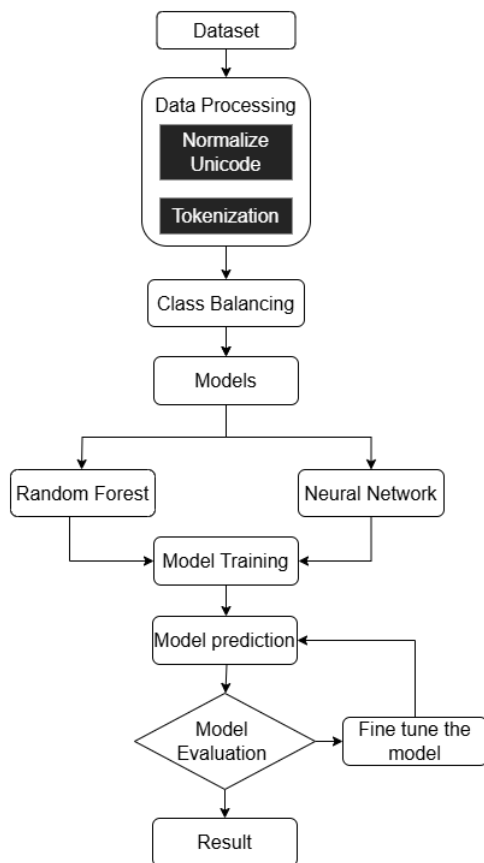 Dataset
Data Processing
Normalize
Unicode
Tokenization
Class Balancing
Models
Random Forest
Neural Network
Model Training
Model prediction
Model
Evaluation
Fine tune the
model
Result